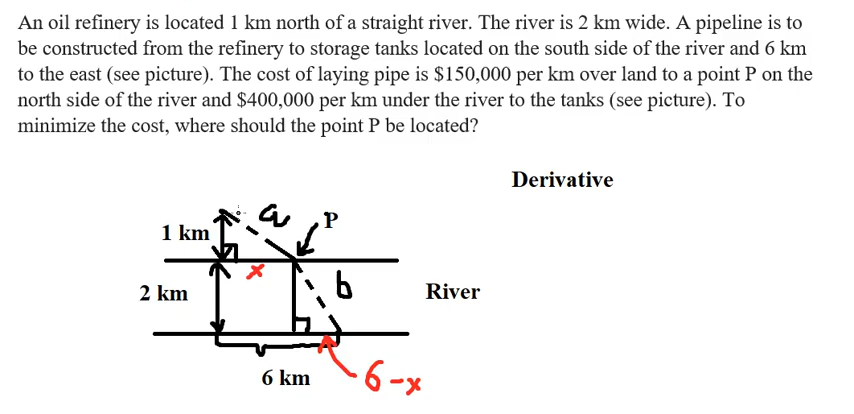 An oil refinery is located 1 km north of a straight river. The river is 2 km wide. A pipeline is to
be constructed from the refinery to storage tanks located on the south side of the river and 6 km
to the east (see picture). The cost of laying pipe is $150,000 per km over land to a point P on the
north side of the river and $400,000 per km under the river to the tanks (see picture). To
minimize the cost, where should the point P be located?
Derivative
a
P
1 km
x
2 km
b
River
6 km
6-x